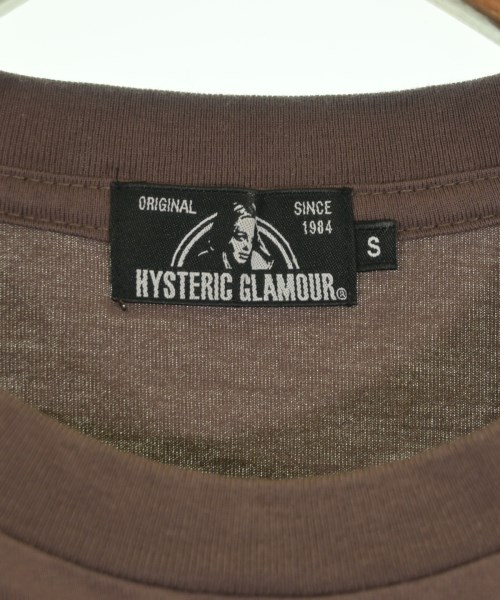 ORIGINAL
SINCE
1984
HYSTERIC GLAMOUR®
S